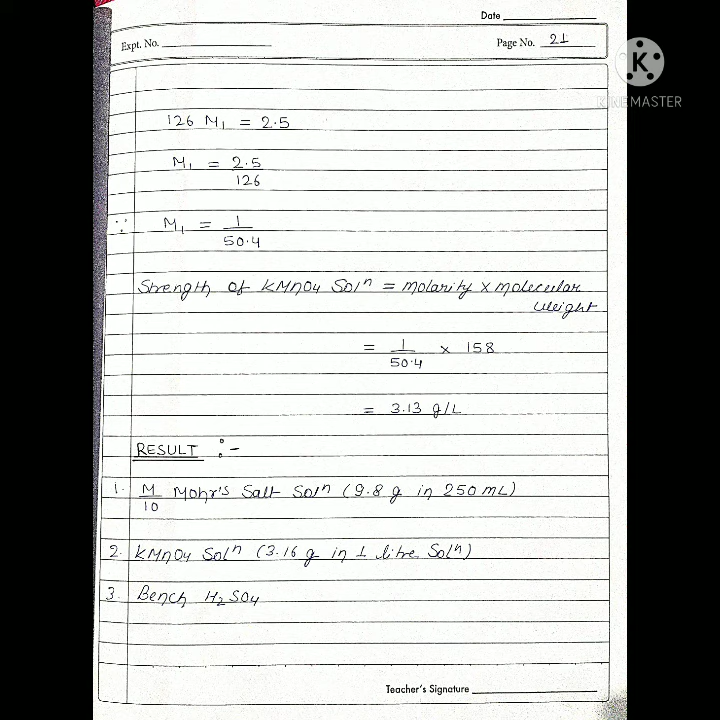 Date
Expt. No.
Page No. 21
K
KINEMASTER
126 M₁ = 2.5
M₁ = 2.5
126
∵ M₁ = 1
50.4
Strength of KMnO4 Solⁿ = molarity × molecular
weight
= 1 × 158
50.4
= 3.13 g/L
RESULT :-
1. M Mohr's Salt Solⁿ (9.8 g in 250 mL)
10
2. KMnO4 Solⁿ (3.16 g in 1 litre Solⁿ)
3. Bench H₂SO4
Teacher's Signature